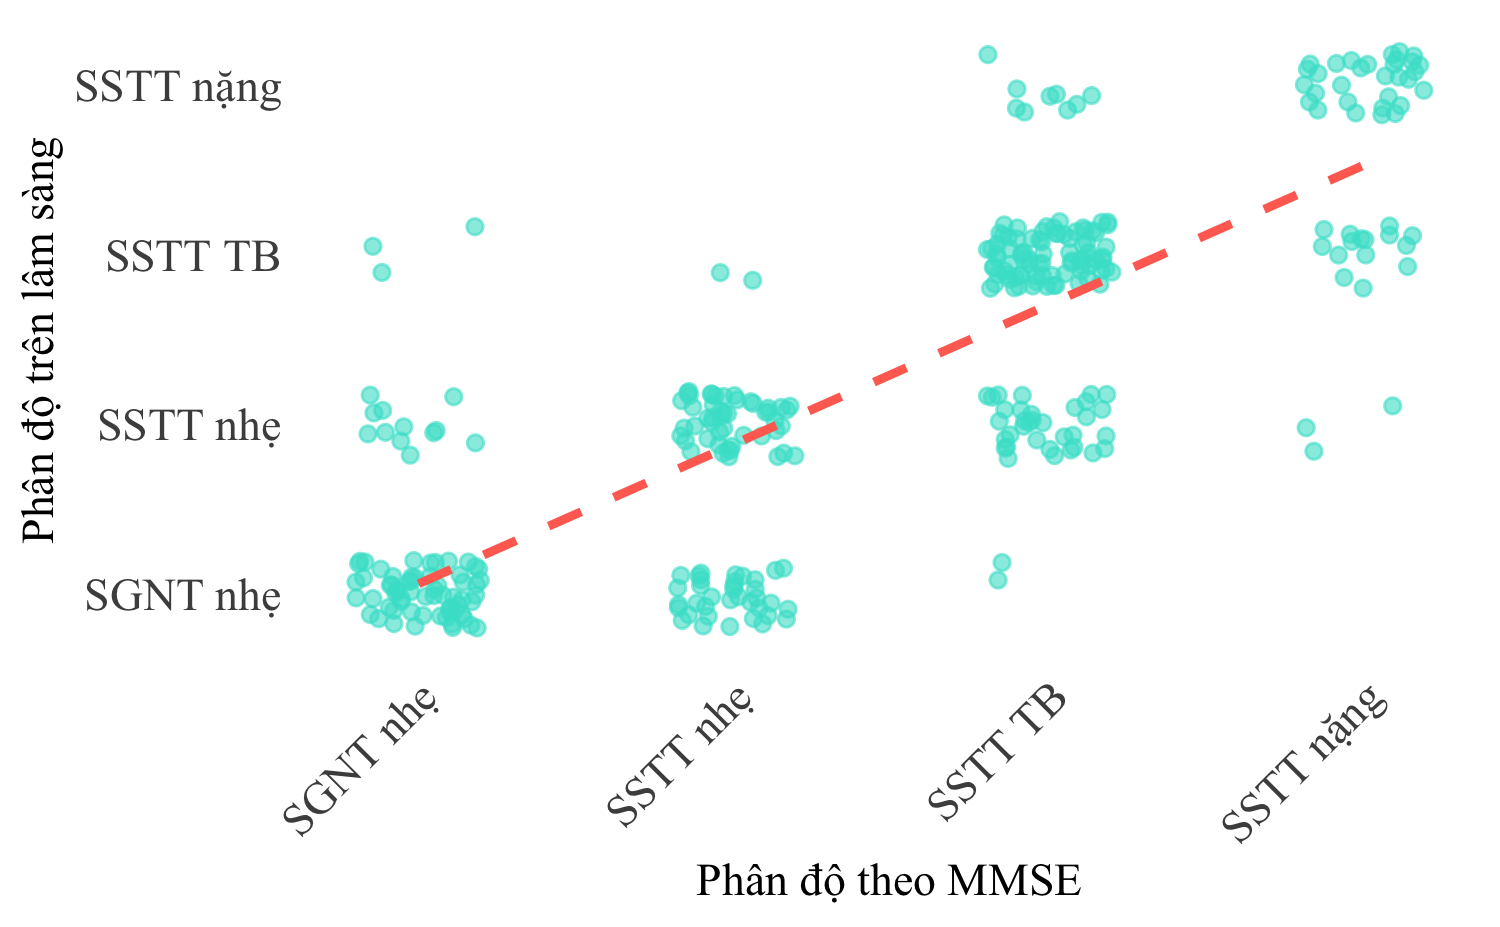 Phân độ trên lâm sàng
SSTT nặng
SSTT TB
SSTT nhẹ
SGNT nhẹ
SGNT nhẹ
SSTT nhẹ
SSTT TB
SSTT nặng
Phân độ theo MMSE